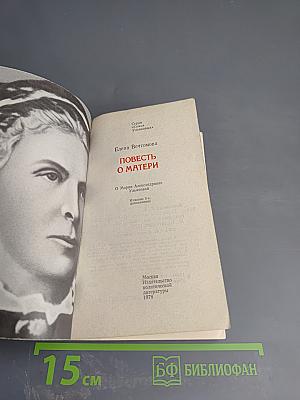 Серия
«Семья
Ульяновых»
Елена Вечтомова
ПОВЕСТЬ
О МАТЕРИ
О Марии Александровне
Ульяновой
Издание 2-е,
дополненное
Москва
Издательство
политической
литературы
1979
15 см
БФ БИБЛИОФАН